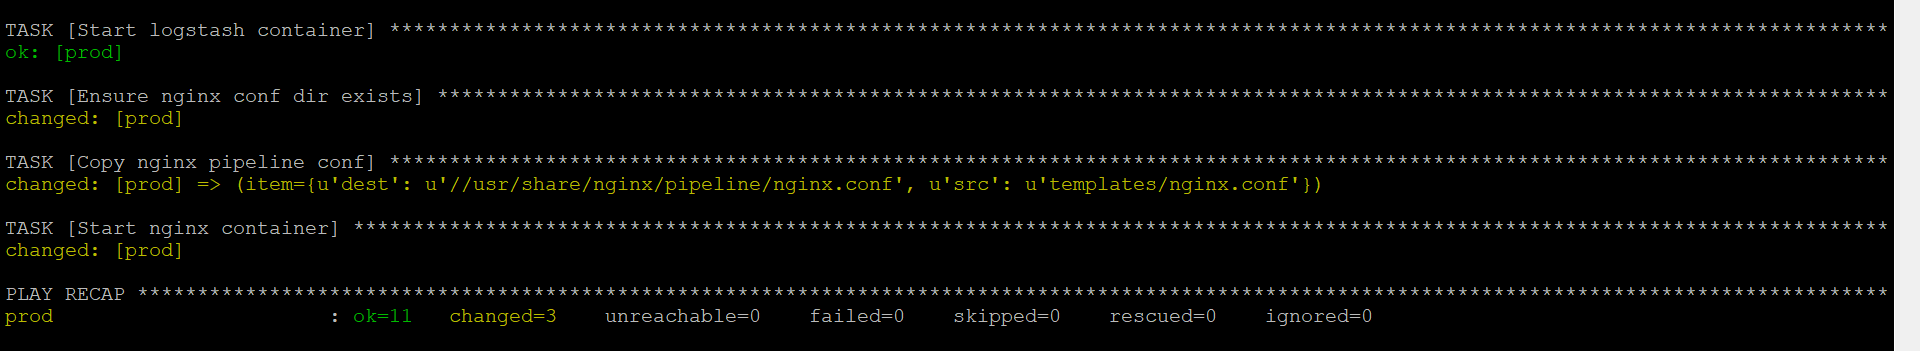 TASK [Start logstash container] *****************************************************************************************************************************
ok: [prod]
TASK [Ensure nginx conf dir exists] *************************************************************************************************************************
changed: [prod]
TASK [Copy nginx pipeline conf] *****************************************************************************************************************************
changed: [prod] => (item={u'dest': u'//usr/share/nginx/pipeline/nginx.conf', u'src': u'templates/nginx.conf'})
TASK [Start nginx container] ********************************************************************************************************************************
changed: [prod]
PLAY RECAP **************************************************************************************************************************************************
prod                       : ok=11   changed=3    unreachable=0    failed=0    skipped=0    rescued=0    ignored=0